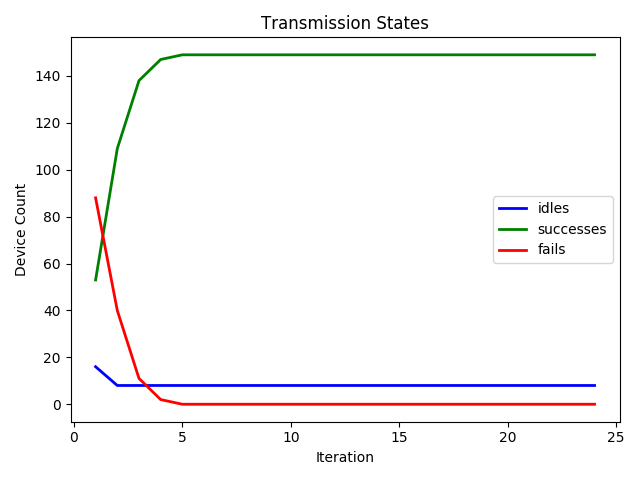 Transmission States
140
120
100
80
60
40
20
0
Device Count
idles
successes
fails
0 5 10 15 20 25
Iteration